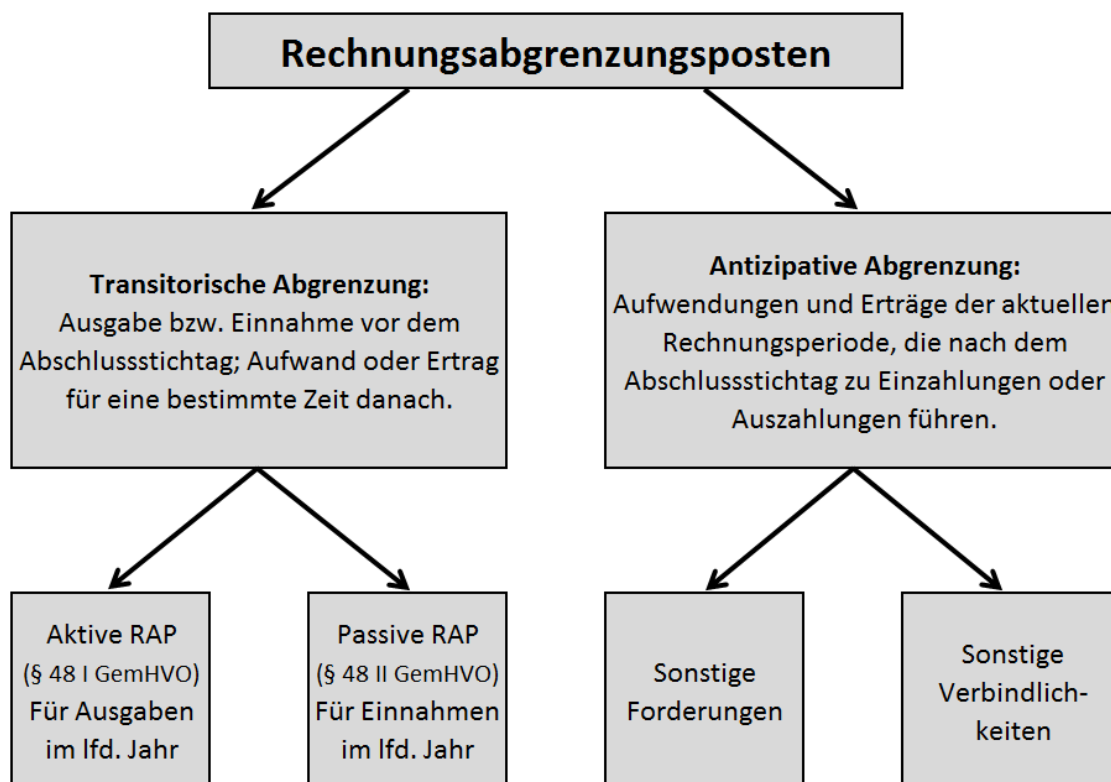 Rechnungsabgrenzungsposten
Transitorische Abgrenzung:
Ausgabe bzw. Einnahme vor dem
Abschlussstichtag; Aufwand oder Ertrag
für eine bestimmte Zeit danach.
Antizipative Abgrenzung:
Aufwendungen und Erträge der aktuellen
Rechnungsperiode, die nach dem
Abschlussstichtag zu Einzahlungen oder
Auszahlungen führen.
Aktive RAP
(§ 48 I GemHVO)
Für Ausgaben
im lfd. Jahr
Passive RAP
(§ 48 II GemHVO)
Für Einnahmen
im lfd. Jahr
Sonstige
Forderungen
Sonstige
Verbindlich-
keiten